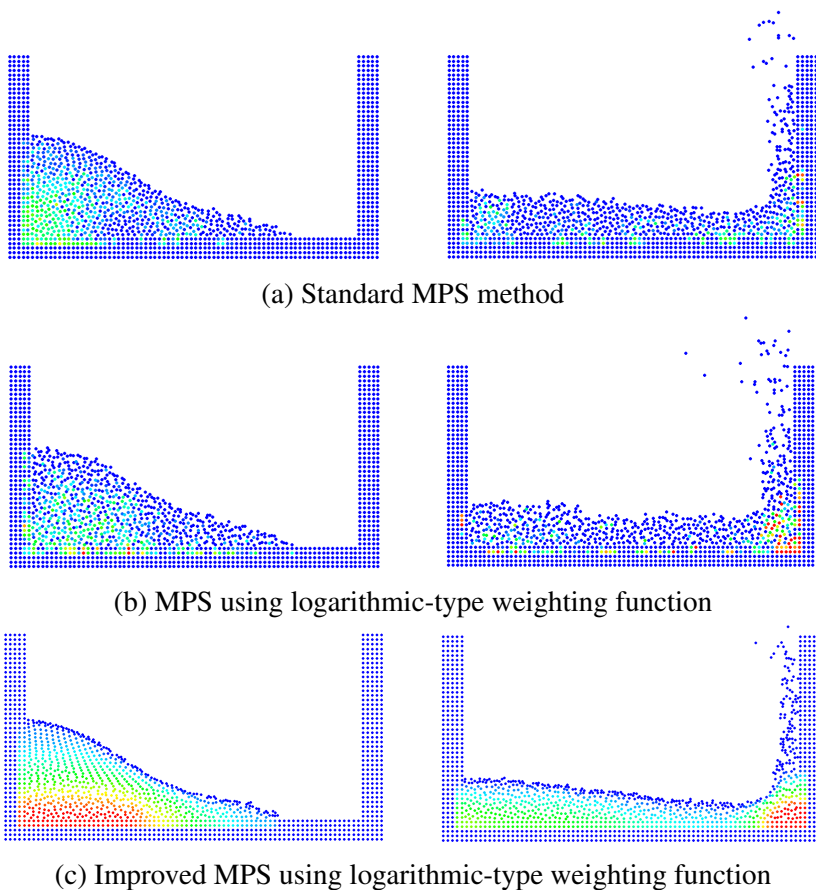 (a) Standard MPS method
(b) MPS using logarithmic-type weighting function
(c) Improved MPS using logarithmic-type weighting function